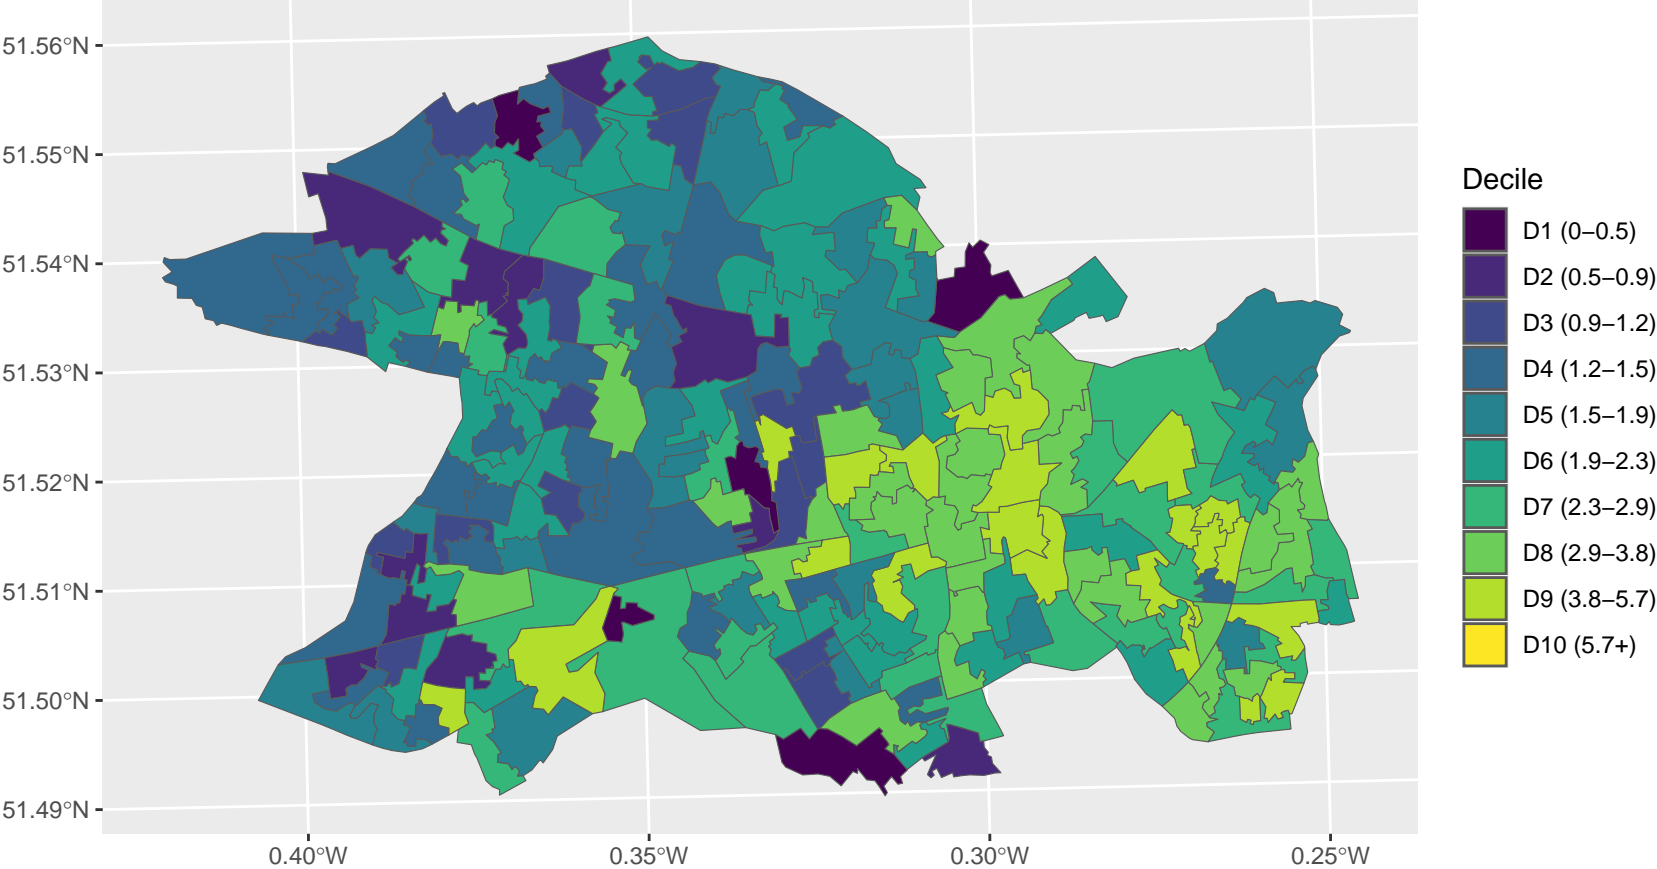 51.56°N
51.55°N
51.54°N
51.53°N
51.52°N
51.51°N
51.50°N
51.49°N
0.40°W
0.35°W
0.30°W
0.25°W
Decile
D1 (0–0.5)
D2 (0.5–0.9)
D3 (0.9–1.2)
D4 (1.2–1.5)
D5 (1.5–1.9)
D6 (1.9–2.3)
D7 (2.3–2.9)
D8 (2.9–3.8)
D9 (3.8–5.7)
D10 (5.7+)